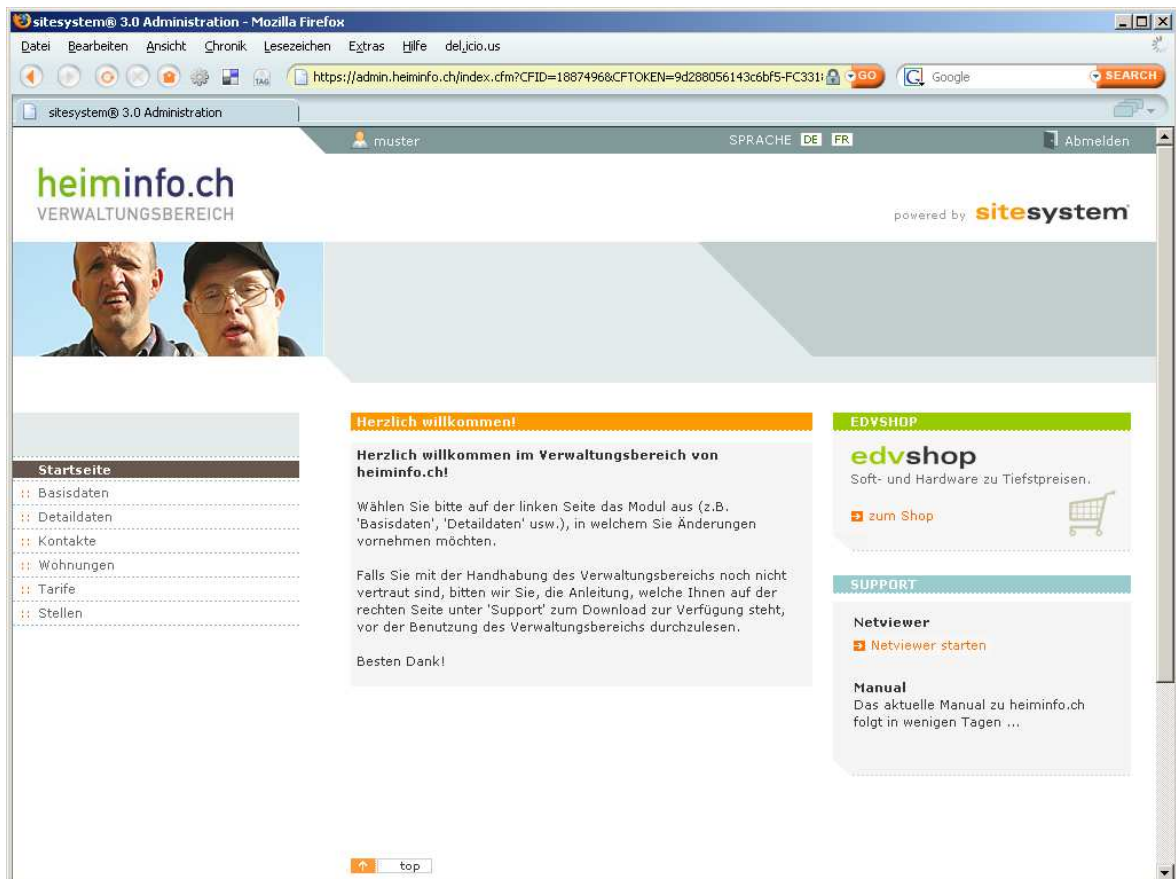 sitesystem® 3.0 Administration - Mozilla Firefox
Datei Bearbeiten Ansicht Chronik Lesezeichen Extras Hilfe del.icio.us
TAG https://admin.heiminfo.ch/index.cfm?CFID=1887496&CFTOKEN=9d288056143c6bf5-FC331 GO G Google SEARCH
sitesystem® 3.0 Administration
muster SPRACHE DE FR Abmelden
heiminfo.ch
VERWALTUNGSBEREICH
powered by sitesystem
Herzlich willkommen!
Herzlich willkommen im Verwaltungsbereich von
heiminfo.ch!
Wählen Sie bitte auf der linken Seite das Modul aus (z.B.
'Basisdaten', 'Detaildaten' usw.), in welchem Sie Änderungen
vornehmen möchten.
Falls Sie mit der Handhabung des Verwaltungsbereichs noch nicht
vertraut sind, bitten wir Sie, die Anleitung, welche Ihnen auf der
rechten Seite unter 'Support' zum Download zur Verfügung steht,
vor der Benutzung des Verwaltungsbereichs durchzulesen.
Besten Dank!
Startseite
:: Basisdaten
:: Detaildaten
:: Kontakte
:: Wohnungen
:: Tarife
:: Stellen
EDVSHOP
edvshop
Soft- und Hardware zu Tiefstpreisen.
zum Shop
SUPPORT
Netviewer
Netviewer starten
Manual
Das aktuelle Manual zu heiminfo.ch
folgt in wenigen Tagen ...
top